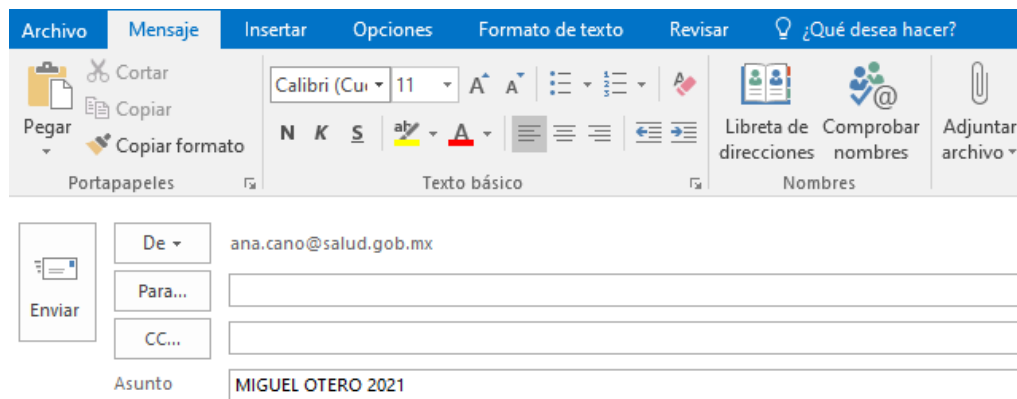 Archivo Mensaje Insertar Opciones Formato de texto Revisar ¿Qué desea hacer?
Pegar
Cortar
Copiar
Copiar formato
Portapapeles
Calibri (Cu 11
N K S
Texto básico
Libreta de direcciones
Comprobar nombres
Nombres
Adjuntar archivo
Enviar
De ana.cano@salud.gob.mx
Para...
CC...
Asunto MIGUEL OTERO 2021